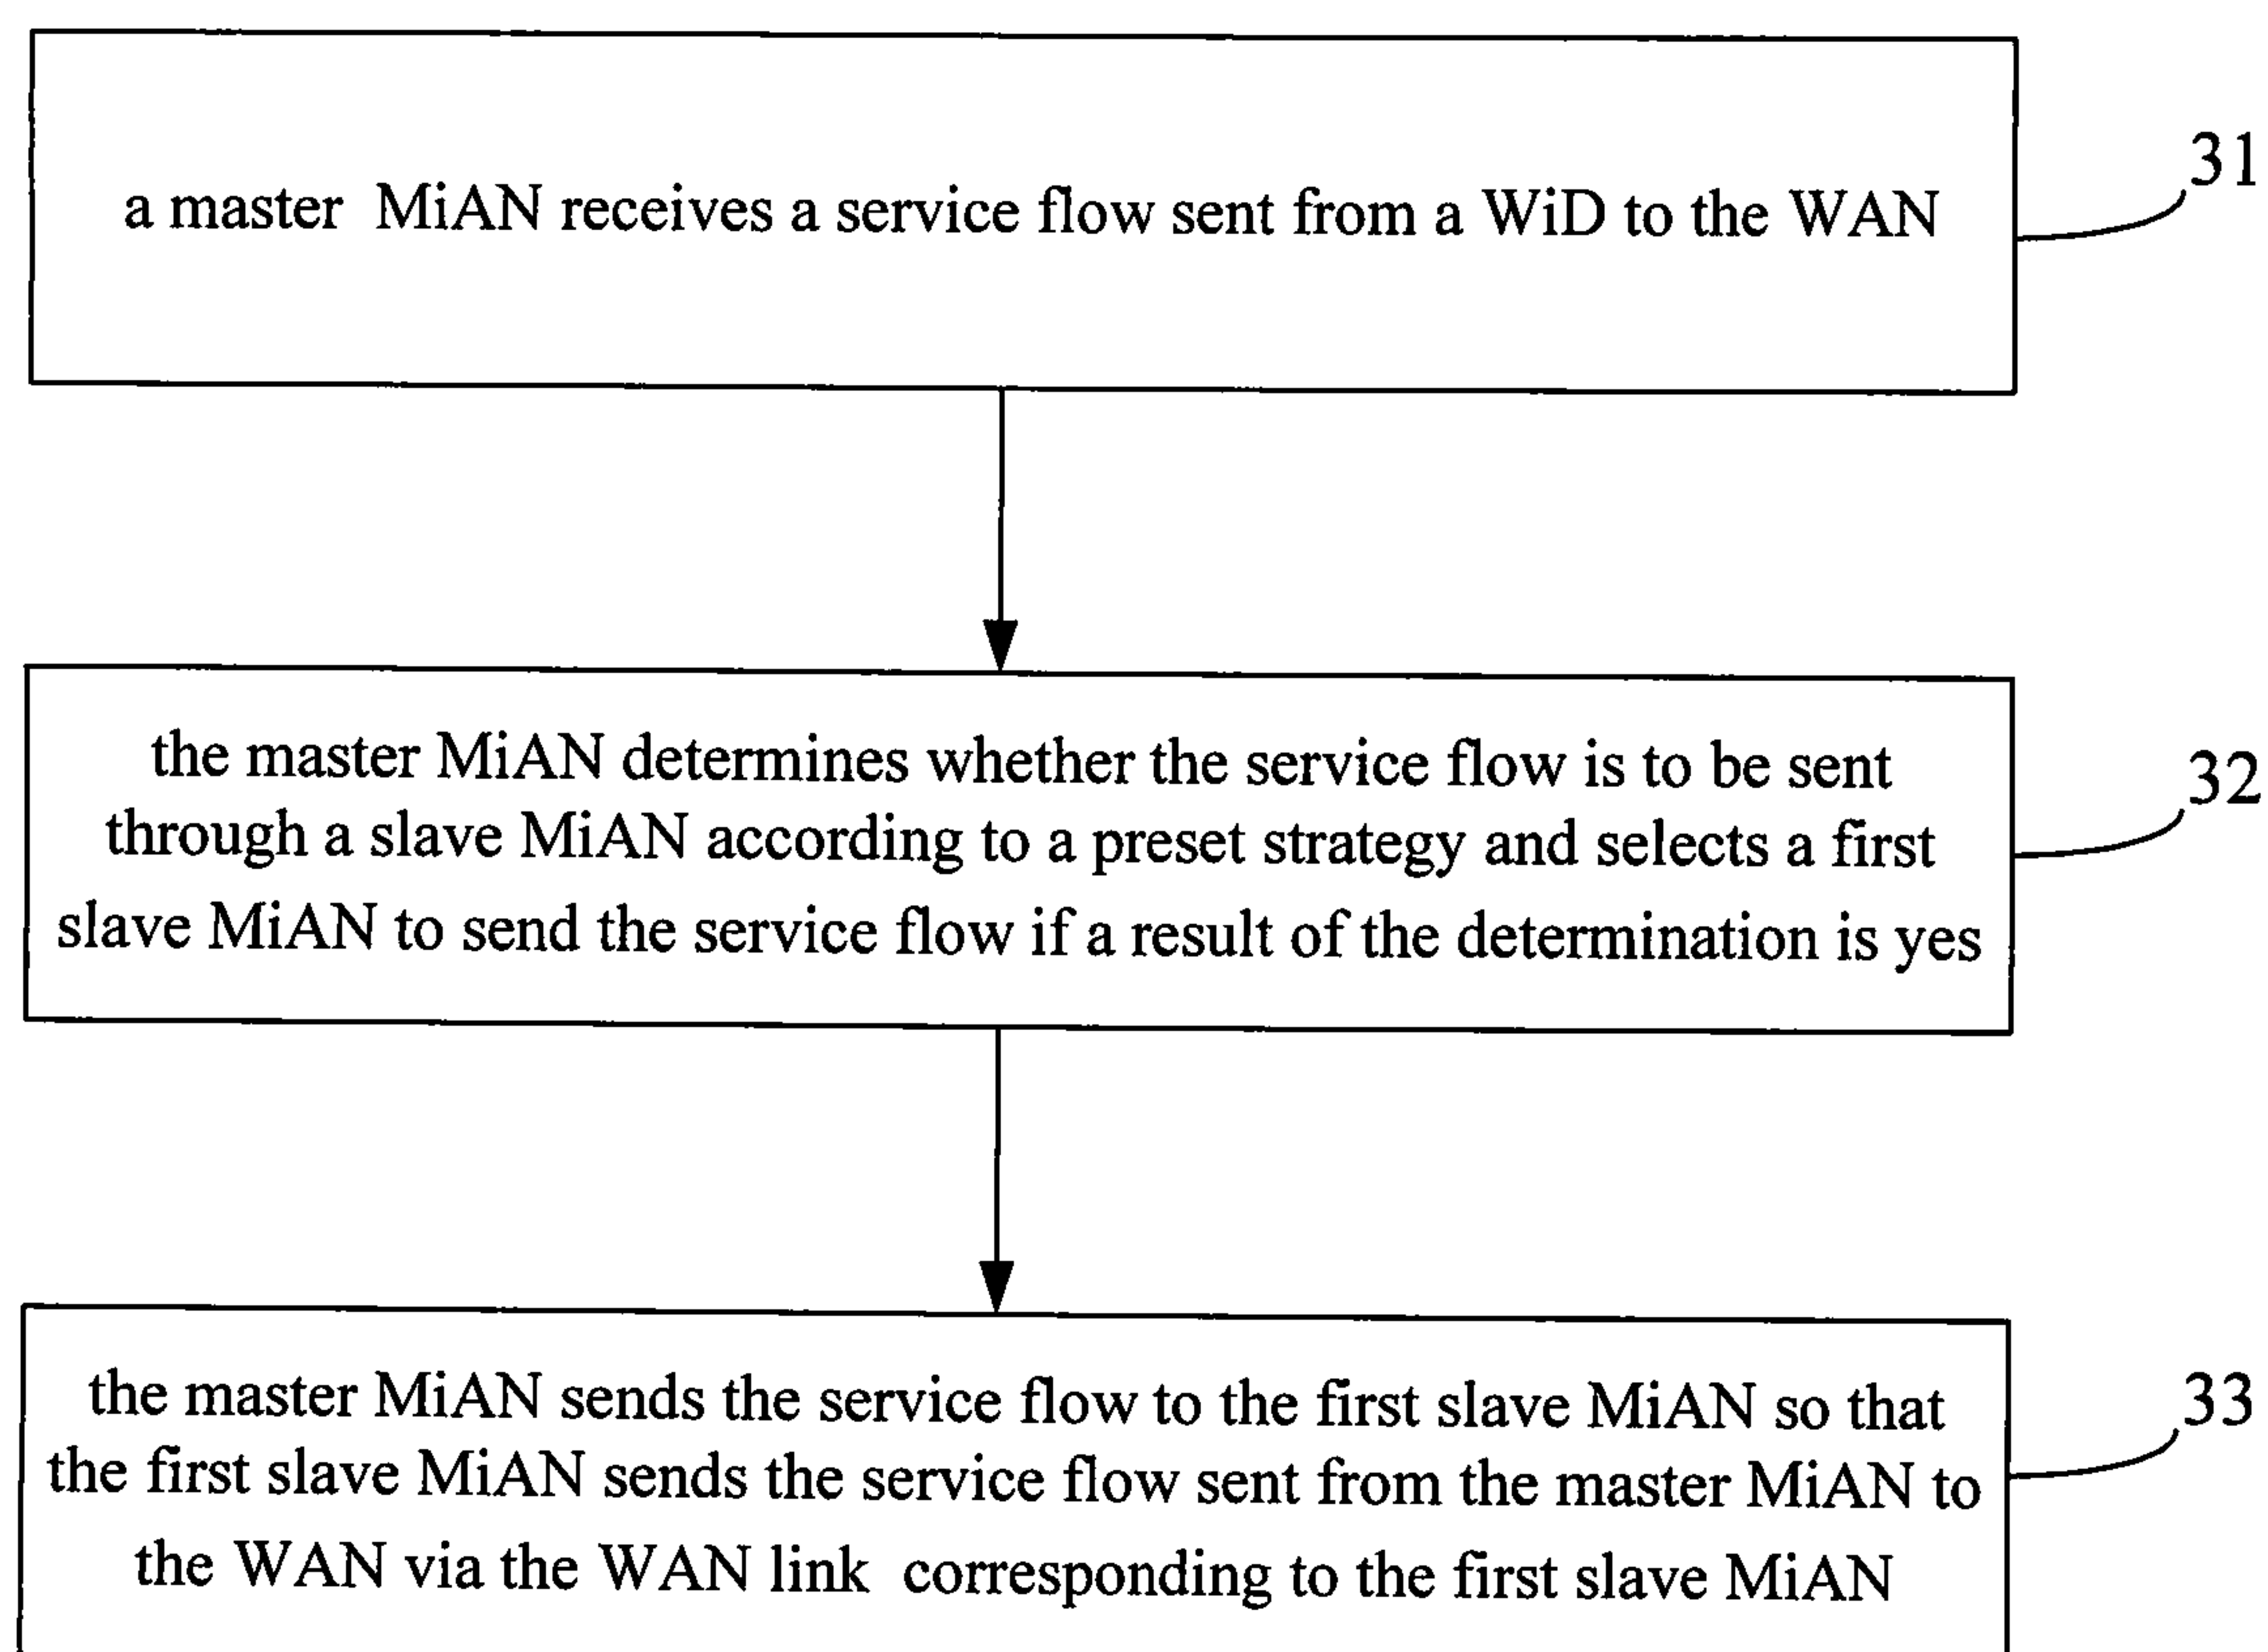 a master MiAN receives a service flow sent from a WiD to the WAN
31
the master MiAN determines whether the service flow is to be sent
through a slave MiAN according to a preset strategy and selects a first
slave MiAN to send the service flow if a result of the determination is yes
32
the master MiAN sends the service flow to the first slave MiAN so that
the first slave MiAN sends the service flow sent from the master MiAN to
the WAN via the WAN link corresponding to the first slave MiAN
33